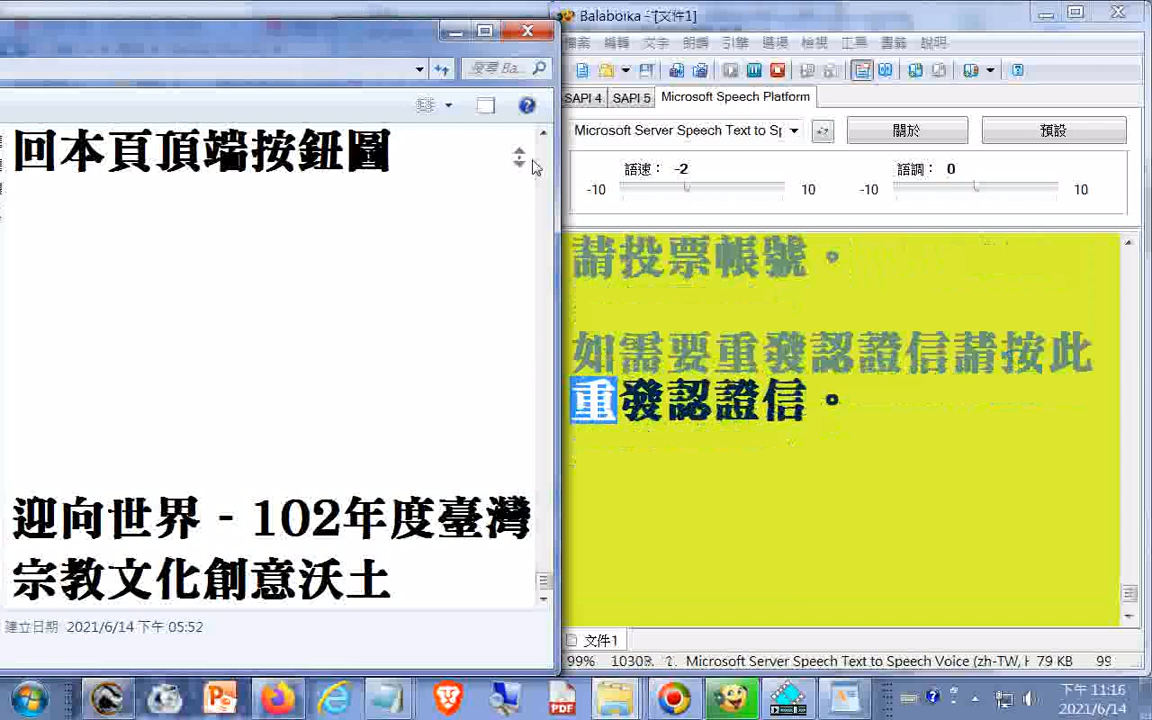 Balabolka - [文件1]
檔案 編輯 文字 朗讀 引擎 選項 檢視 工具 書籤 說明
搜尋 Ba...
SAPI 4 SAPI 5 Microsoft Speech Platform
Microsoft Server Speech Text to Sp
關於
預設
語速： -2
語調： 0
-10 10 -10 10
回本頁頂端按鈕圖
迎向世界 - 102年度臺灣
宗教文化創意沃土
建立日期: 2021/6/14 下午 05:52
請投票帳號。
如需要重發認證信請按此
重發認證信。
文件1
99% Microsoft Server Speech Text to Speech Voice (zh-TW, H 79 KB 99
PDF
下午 11:16
2021/6/14